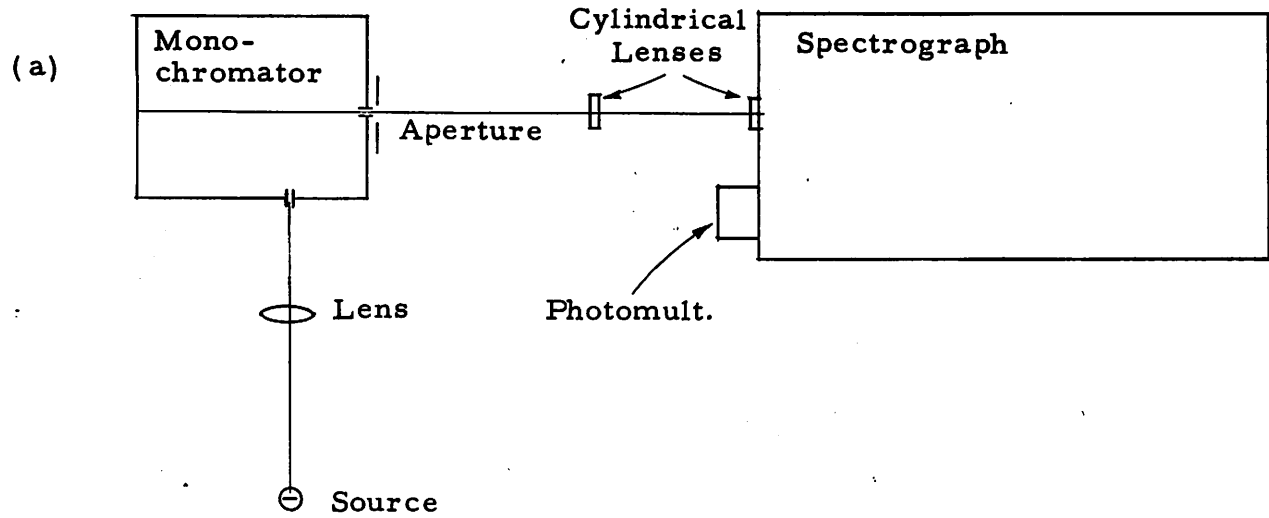 (a)
Mono-
chromator
Aperture
Cylindrical
Lenses
Spectrograph
Lens
Photomult.
Source